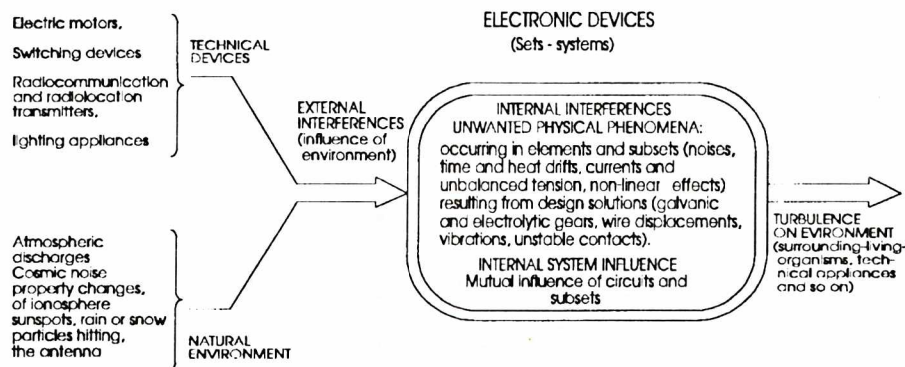 Electric motors,
Switching devices
Radiocommunication
and radiolocation
transmitters,
lighting appliances
TECHNICAL
DEVICES
Atmospheric
discharges
Cosmic noise
property changes,
of ionosphere
sunspots, rain or snow
particles hitting,
the antenna
NATURAL
ENVIRONMENT
EXTERNAL
INTERFERENCES
(influence of
environment)
ELECTRONIC DEVICES
(Sets - systems)
INTERNAL INTERFERENCES
UNWANTED PHYSICAL PHENOMENA:
occurring in elements and subsets (noises,
time and heat drifts, currents and
unbalanced tension, non-linear effects)
resulting from design solutions (galvanic
and electrolytic gears, wire displacements,
vibrations, unstable contacts).
INTERNAL SYSTEM INFLUENCE
Mutual influence of circuits and
subsets
TURBULENCE
ON EVIRONMENT
(surrounding-living-
organisms, tech-
nical appliances
and so on)